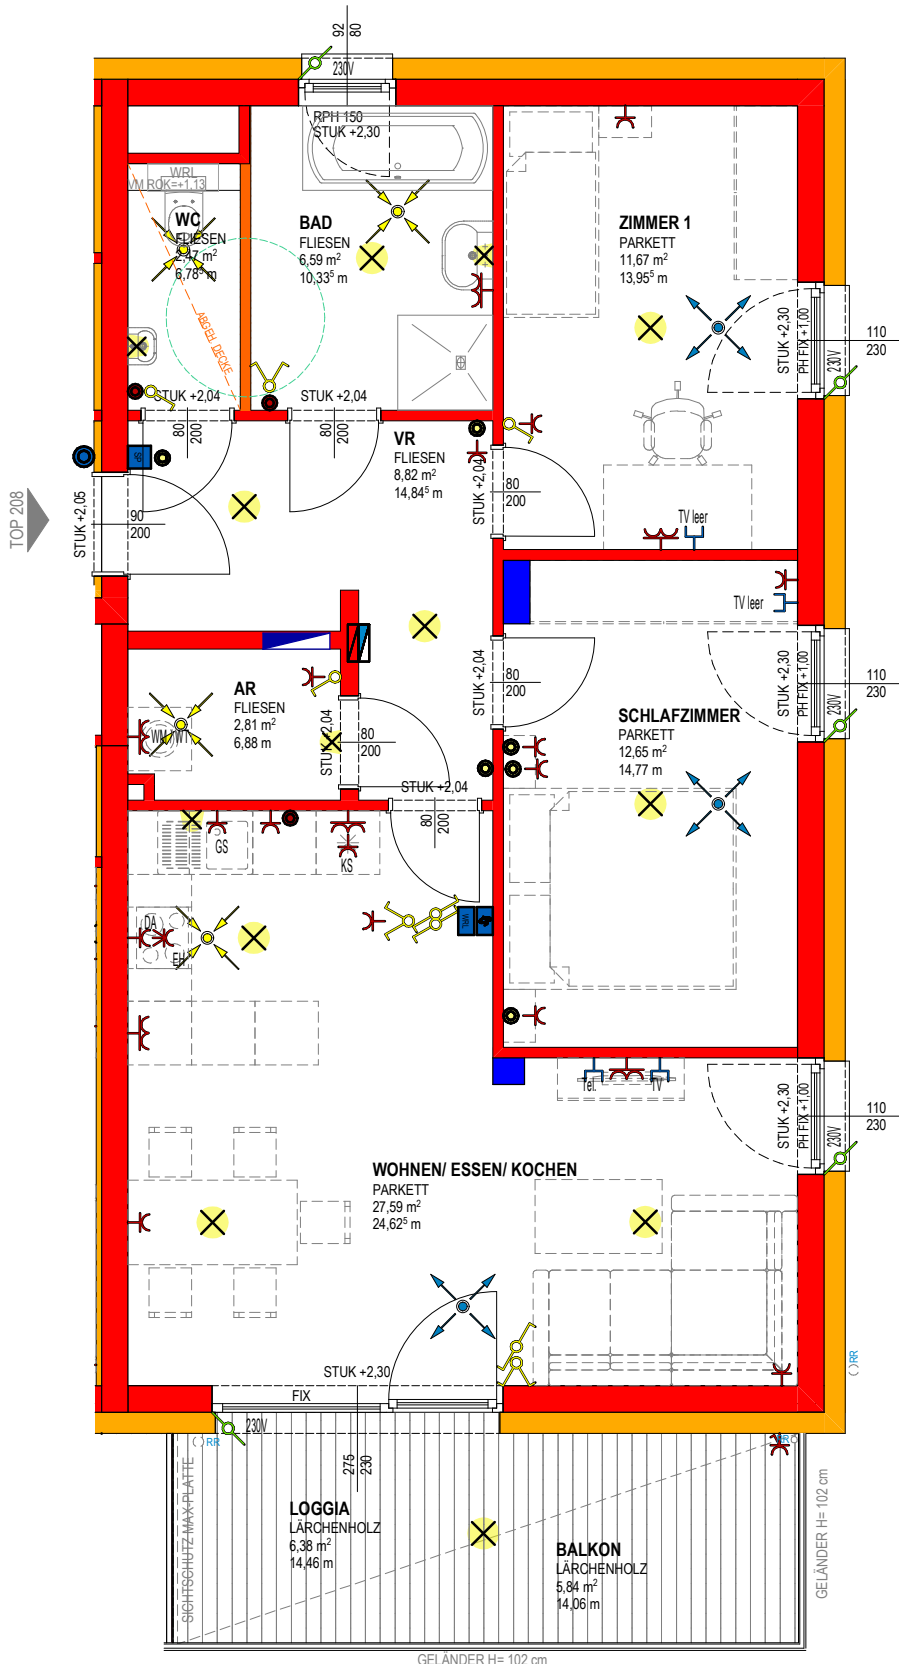 92
80
230V
RPH 150
STUK +2,30
WRL
VM ROK=+1,13
WC
FLIESEN
2,47 m²
6,78⁵ m
BAD
FLIESEN
6,59 m²
10,33⁵ m
ZIMMER 1
PARKETT
11,67 m²
13,95⁵ m
ABGEH. DECKE
STUK +2,30
PH FIX +1,00
230V
110
230
STUK +2,04
STUK +2,04
80
200
80
200
VR
FLIESEN
8,82 m²
14,84⁵ m
STUK +2,04
80
200
TOP 208
STUK +2,05
90
200
SP
TV leer
TV leer
AR
FLIESEN
2,81 m²
6,88 m
WM
WT
STUK +2,04
80
200
STUK +2,04
80
200
STUK +2,30
PH FIX +1,00
230V
110
230
SCHLAFZIMMER
PARKETT
12,65 m²
14,77 m
STUK +2,04
80
200
GS
KS
DA
EH
WRL
Tel.
TV
STUK +2,30
PH FIX +1,00
230V
110
230
WOHNEN/ ESSEN/ KOCHEN
PARKETT
27,59 m²
24,62⁵ m
STUK +2,30
FIX
230V
275
230
RR
RR
RR
SICHTSCHUTZ MAX-PLATTE
LOGGIA
LÄRCHENHOLZ
6,38 m²
14,46 m
BALKON
LÄRCHENHOLZ
5,84 m²
14,06 m
GELÄNDER H= 102 cm
GELÄNDER H= 102 cm